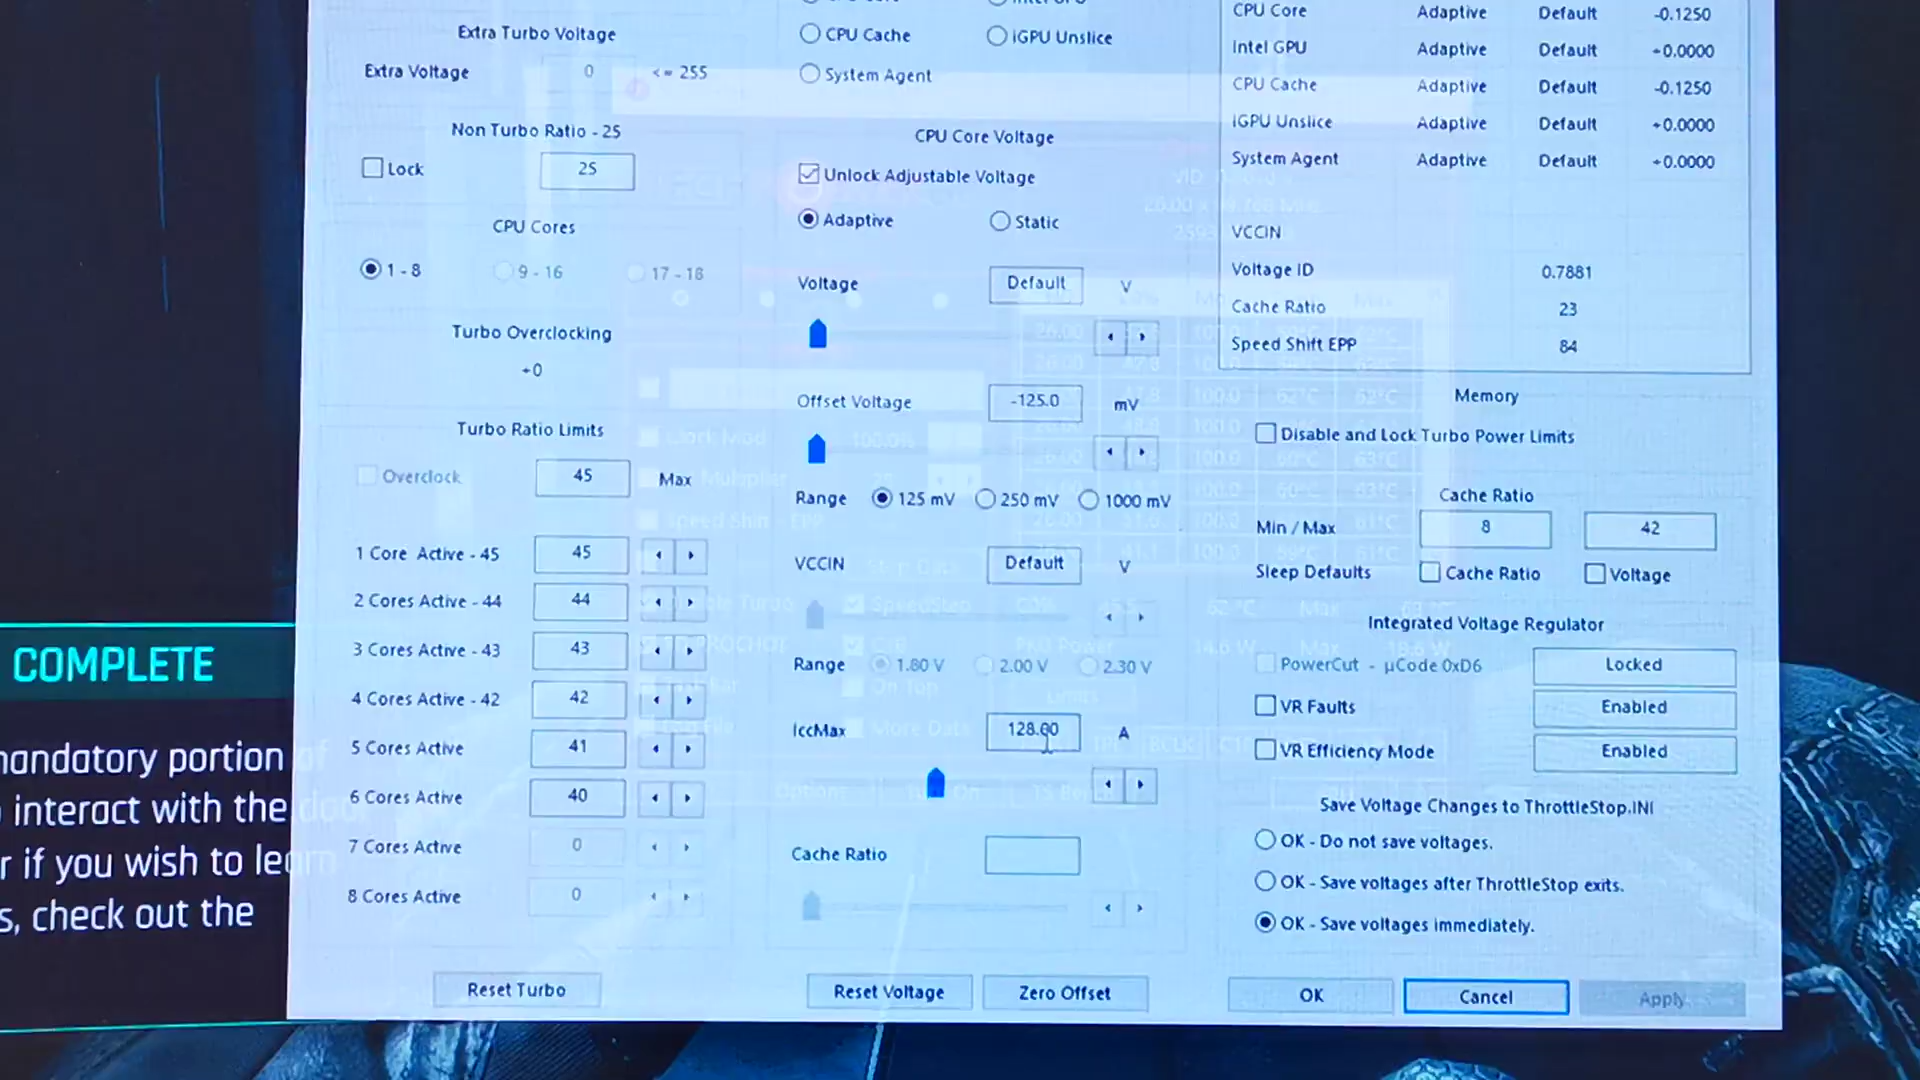 Extra Turbo Voltage
Extra Voltage 0 <= 255
Non Turbo Ratio - 25
Lock 25
CPU Cores
1 - 8 9 - 16 17 - 18
Turbo Overclocking
+0
Turbo Ratio Limits
Overclock 45 Max
1 Core Active - 45 45
2 Cores Active - 44 44
3 Cores Active - 43 43
4 Cores Active - 42 42
5 Cores Active 41
6 Cores Active 40
7 Cores Active 0
8 Cores Active 0
Reset Turbo
CPU Cache iGPU Unslice
System Agent
CPU Core Voltage
Unlock Adjustable Voltage
Adaptive Static
Voltage Default V
Offset Voltage -125.0 mV
Range 125 mV 250 mV 1000 mV
VCCIN Default V
Range 1.80 V 2.00 V 2.30 V
IccMax 128.00 A
Cache Ratio
Reset Voltage Zero Offset
CPU Core Adaptive Default -0.1250
Intel GPU Adaptive Default +0.0000
CPU Cache Adaptive Default -0.1250
iGPU Unslice Adaptive Default +0.0000
System Agent Adaptive Default +0.0000
VCCIN
Voltage ID 0.7881
Cache Ratio 23
Speed Shift EPP 84
Memory
Disable and Lock Turbo Power Limits
Cache Ratio
Min / Max 8 42
Sleep Defaults Cache Ratio Voltage
Integrated Voltage Regulator
PowerCut - µCode 0xD6 Locked
VR Faults Enabled
VR Efficiency Mode Enabled
Save Voltage Changes to ThrottleStop.INI
OK - Do not save voltages.
OK - Save voltages after ThrottleStop exits.
OK - Save voltages immediately.
OK Cancel Apply
COMPLETE
mandatory portion of
interact with the door
r if you wish to learn
s, check out the